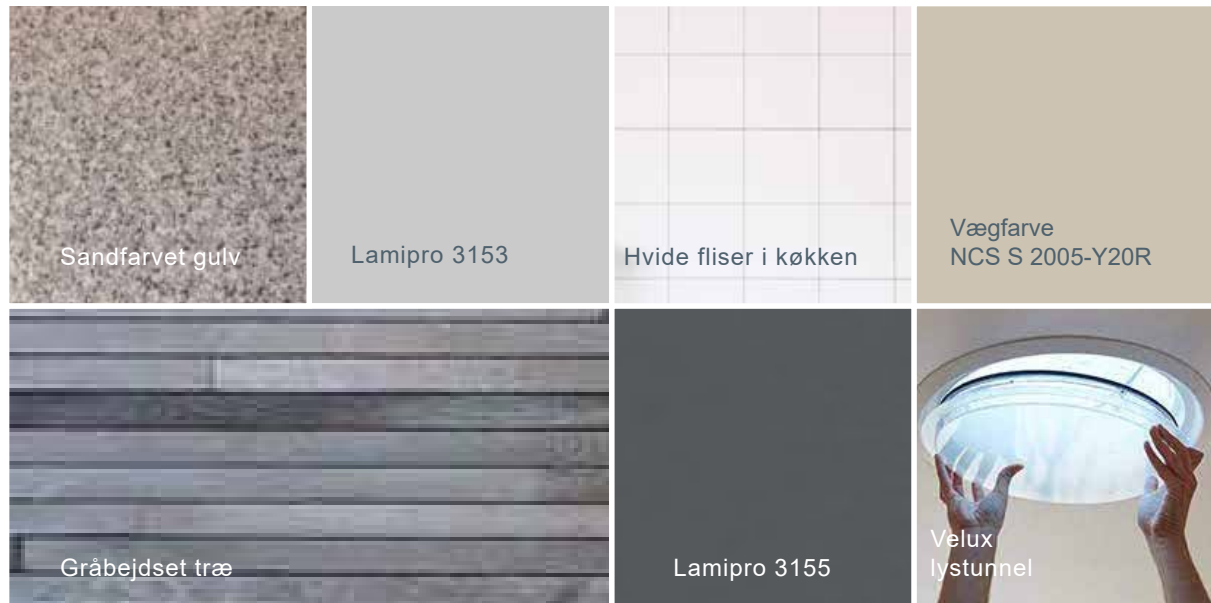 Sandfarvet gulv
Lamipro 3153
Hvide fliser i køkken
Vægfarve
NCS S 2005-Y20R
Gråbejdset træ
Lamipro 3155
Velux
lystunnel